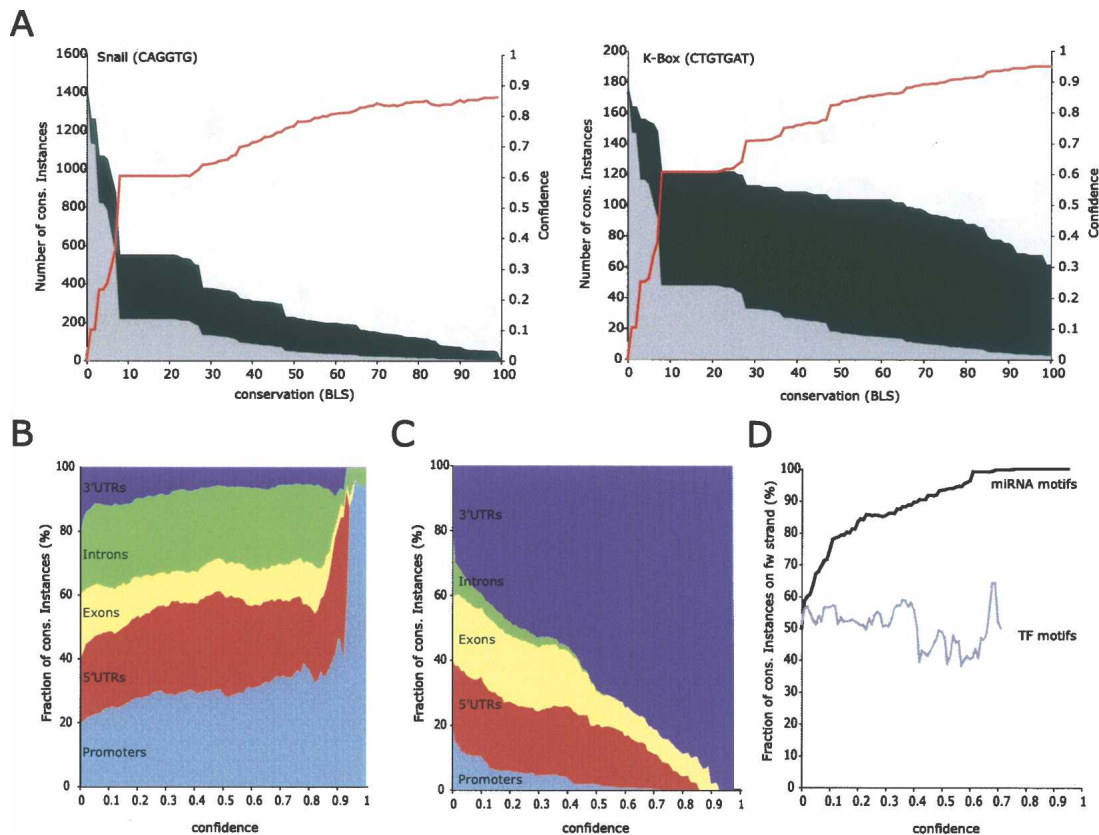 A
Snail (CAGGTG)
Number of cons. Instances
1600
1400
1200
1000
800
600
400
200
0
1
0.9
0.8
0.7
0.6
0.5
0.4
0.3
0.2
0.1
0
Confidence
0 10 20 30 40 50 60 70 80 90 100
conservation (BLS)
K-Box (CTGTGAT)
Number of cons. Instances
200
180
160
140
120
100
80
60
40
20
0
1
0.9
0.8
0.7
0.6
0.5
0.4
0.3
0.2
0.1
0
Confidence
0 10 20 30 40 50 60 70 80 90 100
conservation (BLS)
B
Fraction of cons. Instances (%)
100
80
60
40
20
0
3'UTRs
Introns
Exons
5'UTRs
Promoters
0 0.1 0.2 0.3 0.4 0.5 0.6 0.7 0.8 0.9 1
confidence
C
Fraction of cons. Instances (%)
100
80
60
40
20
0
3'UTRs
Introns
Exons
5'UTRs
Promoters
0 0.1 0.2 0.3 0.4 0.5 0.6 0.7 0.8 0.9 1
confidence
D
Fraction of cons. Instances on fw strand (%)
100
90
80
70
60
50
40
30
20
10
0
miRNA motifs
TF motifs
0 0.1 0.2 0.3 0.4 0.5 0.6 0.7 0.8 0.9 1
confidence